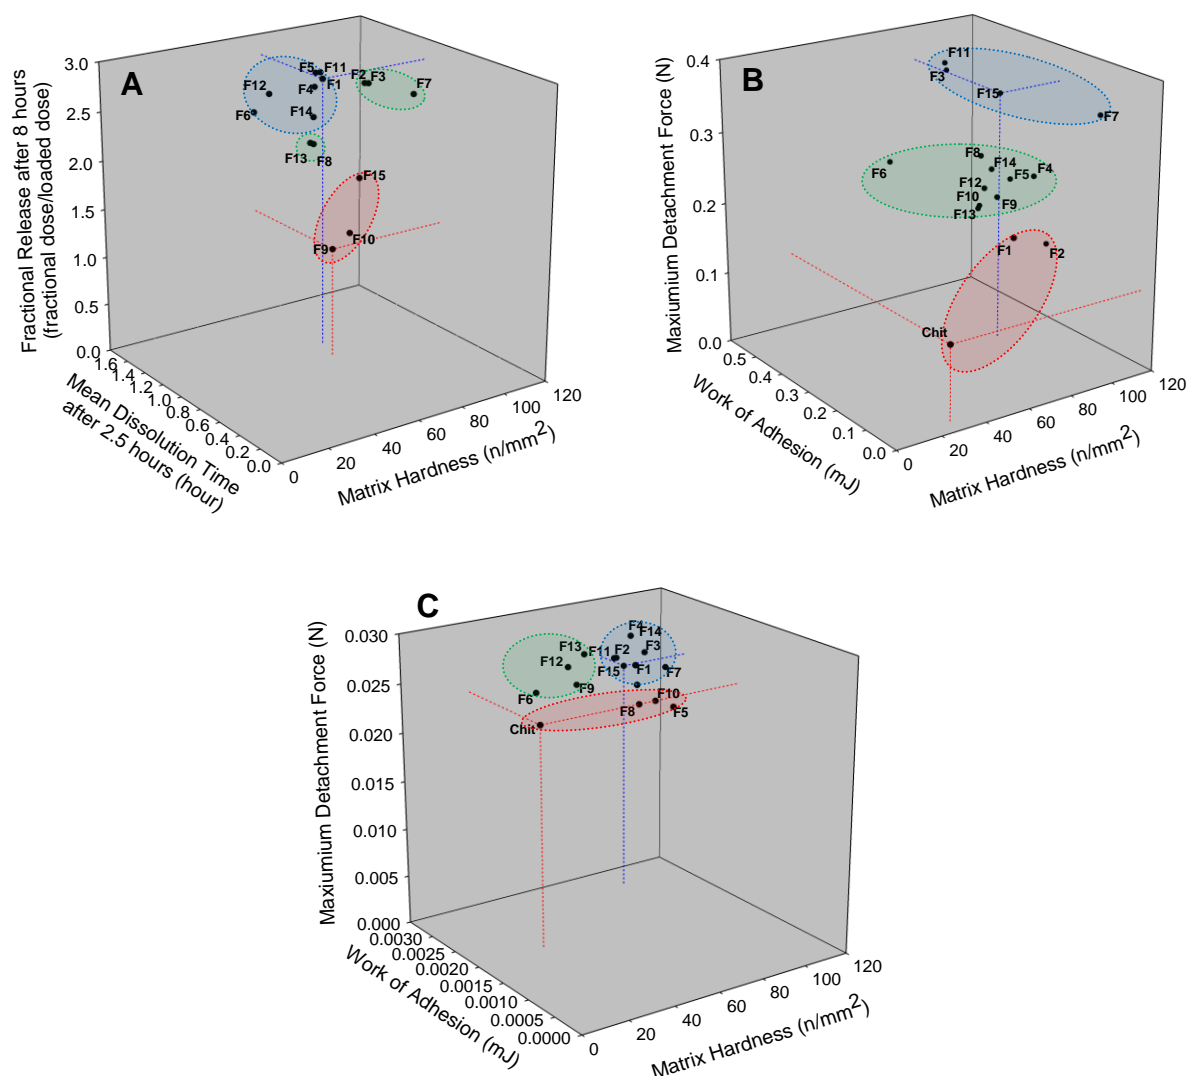 A
Fractional Release after 8 hours
(fractional dose/loaded dose)
3.0
2.5
2.0
1.5
1.0
0.5
0.0
F5 F11
F1
F4
F12
F6
F14
F13 F8
F2 F3
F7
F15
F10
F9
1.6
1.4
1.2
1.0
0.8
0.6
0.4
0.2
0.0
Mean Dissolution Time
after 2.5 hours (hour)
0
20
40
60
80
100
120
Matrix Hardness (n/mm2)
B
Maxiumium Detachment Force (N)
0.4
0.3
0.2
0.1
0.0
F11
F3
F15
F7
F6
F8
F14
F5 F4
F12
F10
F9
F13
F1
F2
Chit
0.5
0.4
0.3
0.2
0.1
0.0
Work of Adhesion (mJ)
0
20
40
60
80
100
120
Matrix Hardness (n/mm2)
C
Maxiumium Detachment Force (N)
0.030
0.025
0.020
0.015
0.010
0.005
0.000
F4
F14
F13
F11 F2 F3
F12
F15 F1 F7
F6
F9
F10
F8
F5
Chit
0.0030
0.0025
0.0020
0.0015
0.0010
0.0005
0.0000
Work of Adhesion (mJ)
0
20
40
60
80
100
120
Matrix Hardness (n/mm2)